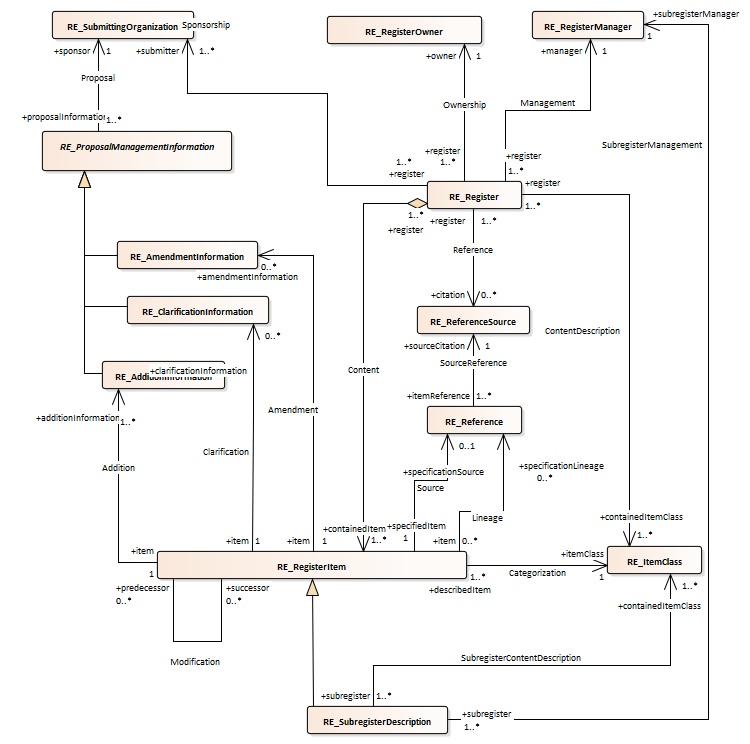 RE_SubmittingOrganization
Sponsorship
RE_RegisterOwner
RE_RegisterManager
+subregisterManager
1
+sponsor 1
+submitter 1..*
+owner 1
+manager 1
Proposal
Ownership
Management
+proposalInformation
1..*
SubregisterManagement
RE_ProposalManagementInformation
+register
1..*
1..*
+register
+register
1..*
RE_Register
+register
1..*
1..*
+register
+register 1..*
Reference
RE_AmendmentInformation
0..*
+amendmentInformation
+citation 0..*
RE_ClarificationInformation
0..*
RE_ReferenceSource
ContentDescription
+sourceCitation 1
SourceReference
Content
+clarificationInformation
+itemReference 1..*
Amendment
+additionInformation
1..*
RE_Reference
0..1
Clarification
Addition
+specificationSource
+specificationLineage
0..*
Source
Lineage
+containedItemClass
1..*
+containedItem
1..*
+specifiedItem
1
+item 1
+item 1
+item 0..*
+item
1
+itemClass
1
RE_RegisterItem
RE_ItemClass
Categorization
1..*
+describedItem
+predecessor
0..*
+successor
0..*
1..*
+containedItemClass
Modification
SubregisterContentDescription
+subregister 1..*
RE_SubregisterDescription
+subregister
1..*